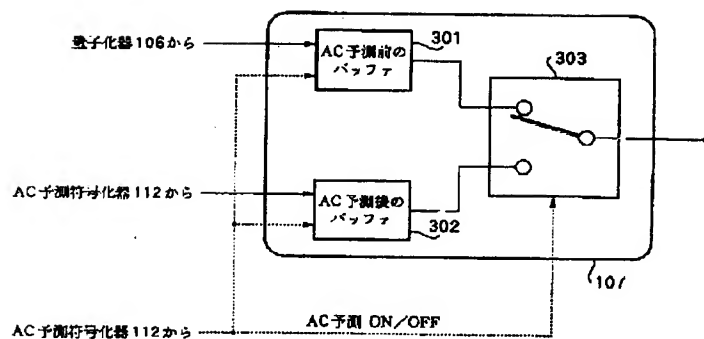 量子化器106から
AC予測前の
バッファ
301
303
AC予測符号化器112から
AC予測後の
バッファ
302
107
AC予測符号化器112から
AC予測 ON/OFF